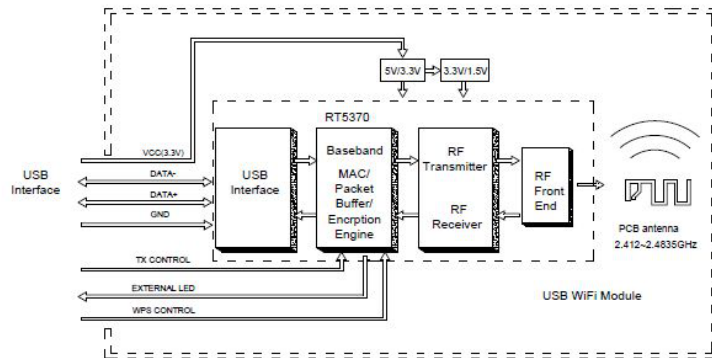 5V/3.3V
3.3V/1.5V
RT5370
VCC(3.3V)
USB
Interface
DATA-
DATA+
GND
USB
Interface
Baseband
MAC/
Packet
Buffer/
Encrption
Engine
RF
Transmitter
RF
Receiver
RF
Front
End
PCB antenna
2.412~2.4835GHz
TX CONTROL
EXTERNAL LED
WPS CONTROL
USB WiFi Module